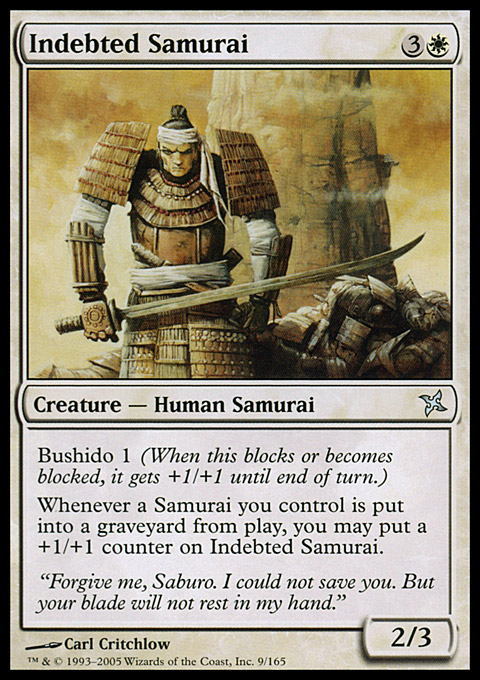 Indebted Samurai 3
Creature — Human Samurai
Bushido 1 (When this blocks or becomes
blocked, it gets +1/+1 until end of turn.)
Whenever a Samurai you control is put
into a graveyard from play, you may put a
+1/+1 counter on Indebted Samurai.
“Forgive me, Saburo. I could not save you. But
your blade will not rest in my hand.”
Carl Critchlow
2/3
™ & © 1993–2005 Wizards of the Coast, Inc. 9/165